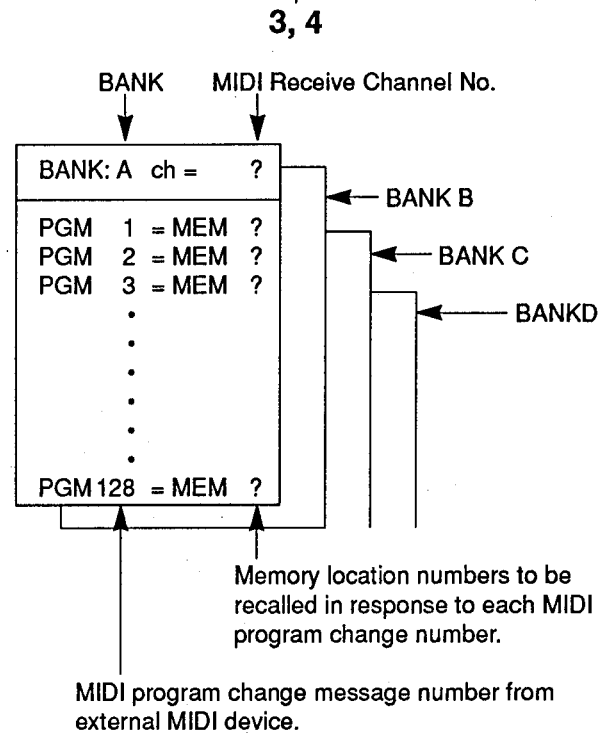 3, 4
BANK MIDI Receive Channel No.
BANK: A ch = ?
BANK B
PGM 1 = MEM ?
PGM 2 = MEM ?
BANK C
PGM 3 = MEM ?
BANKD
PGM 128 = MEM ?
Memory location numbers to be
recalled in response to each MIDI
program change number.
MIDI program change message number from
external MIDI device.